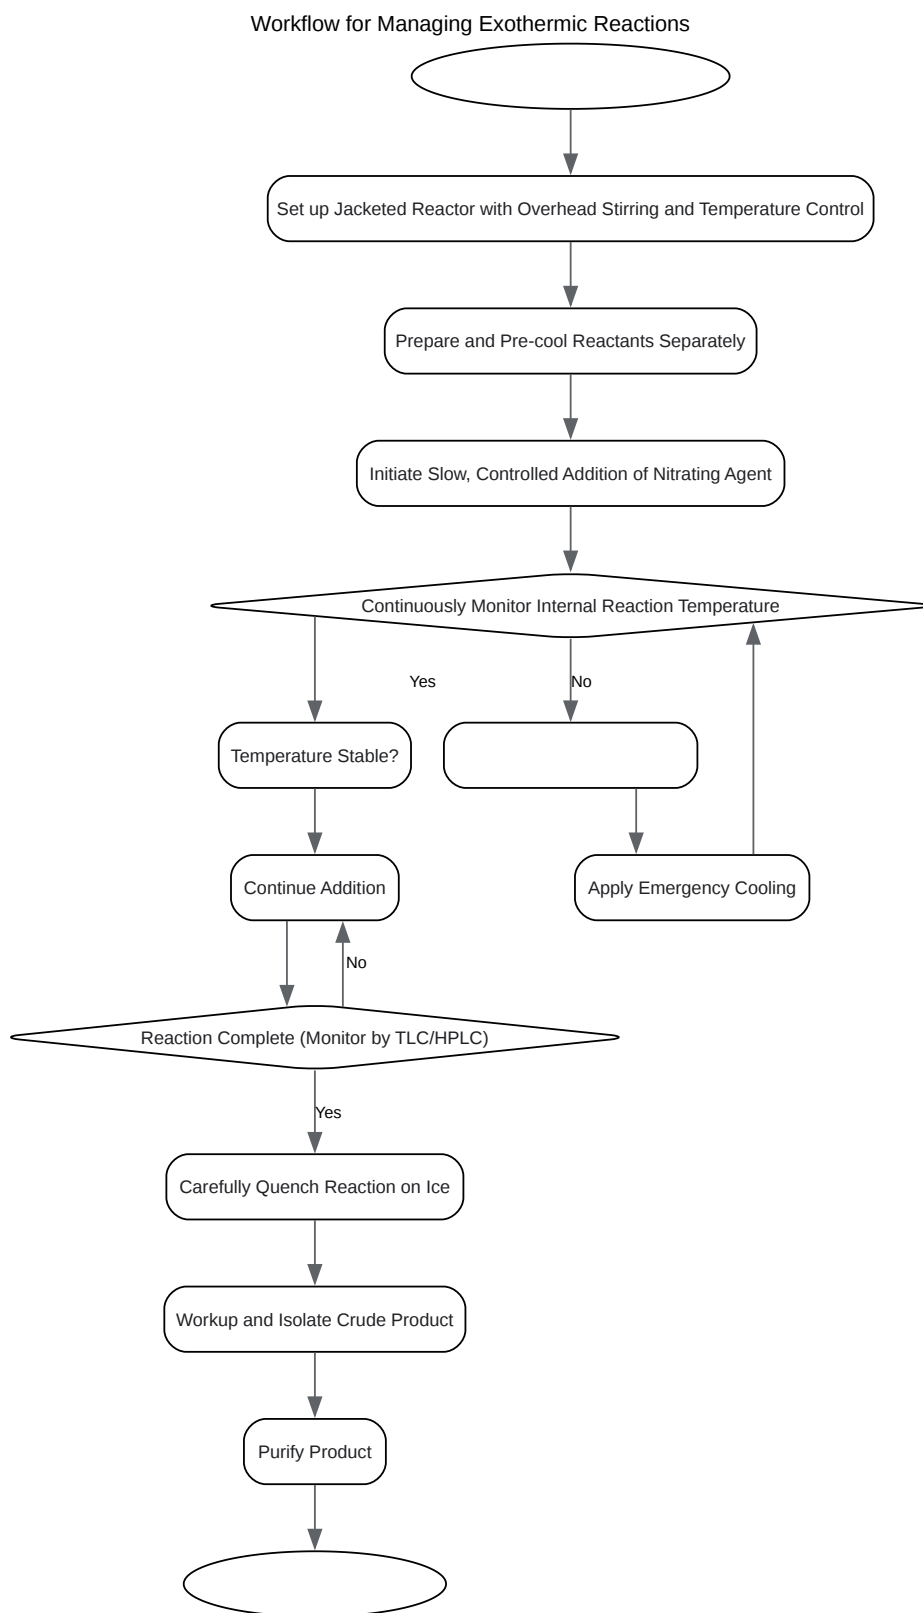 Workflow for Managing Exothermic Reactions
Set up Jacketed Reactor with Overhead Stirring and Temperature Control
Prepare and Pre-cool Reactants Separately
Initiate Slow, Controlled Addition of Nitrating Agent
Continuously Monitor Internal Reaction Temperature
Yes
No
Temperature Stable?
Continue Addition
Apply Emergency Cooling
No
Reaction Complete (Monitor by TLC/HPLC)
Yes
Carefully Quench Reaction on Ice
Workup and Isolate Crude Product
Purify Product